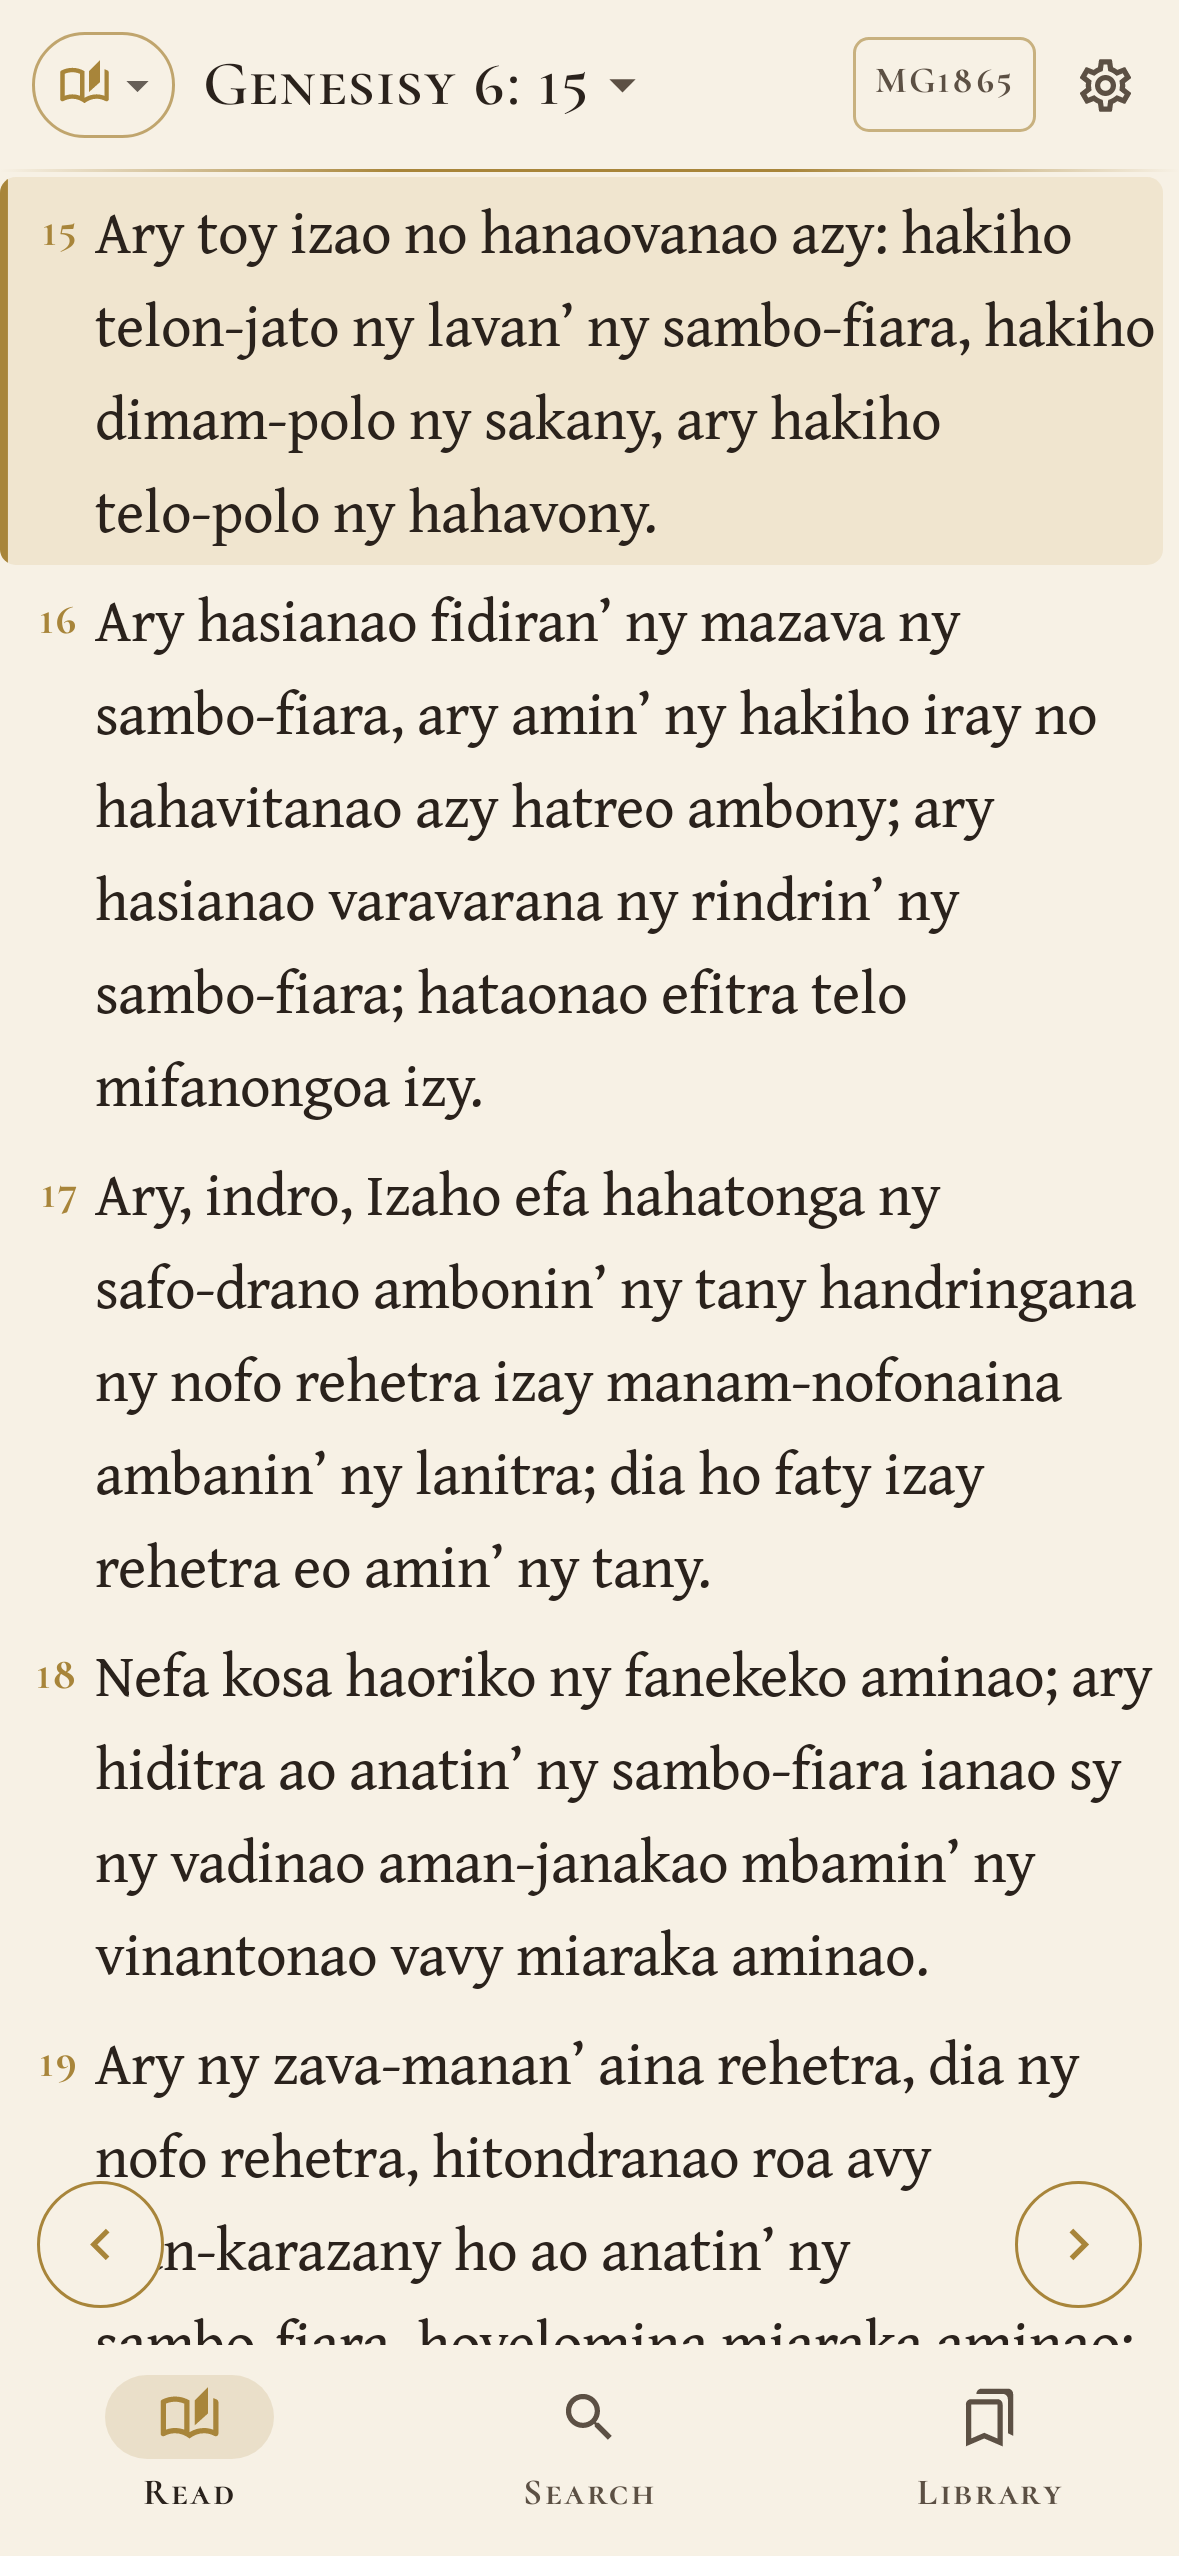 Genesisy 6: 15
MG1865
15 Ary toy izao no hanaovanao azy: hakiho
telon-jato ny lavan’ ny sambo-fiara, hakiho
dimam-polo ny sakany, ary hakiho
telo-polo ny hahavony.
16 Ary hasianao fidiran’ ny mazava ny
sambo-fiara, ary amin’ ny hakiho iray no
hahavitanao azy hatreo ambony; ary
hasianao varavarana ny rindrin’ ny
sambo-fiara; hataonao efitra telo
mifanongoa izy.
17 Ary, indro, Izaho efa hahatonga ny
safo-drano ambonin’ ny tany handringana
ny nofo rehetra izay manam-nofonaina
ambanin’ ny lanitra; dia ho faty izay
rehetra eo amin’ ny tany.
18 Nefa kosa haoriko ny fanekeko aminao; ary
hiditra ao anatin’ ny sambo-fiara ianao sy
ny vadinao aman-janakao mbamin’ ny
vinantonao vavy miaraka aminao.
19 Ary ny zava-manan’ aina rehetra, dia ny
nofo rehetra, hitondranao roa avy
n-karazany ho ao anatin’ ny
sambo-fiara, hovelomina miaraka aminao;
Read
Search
Library